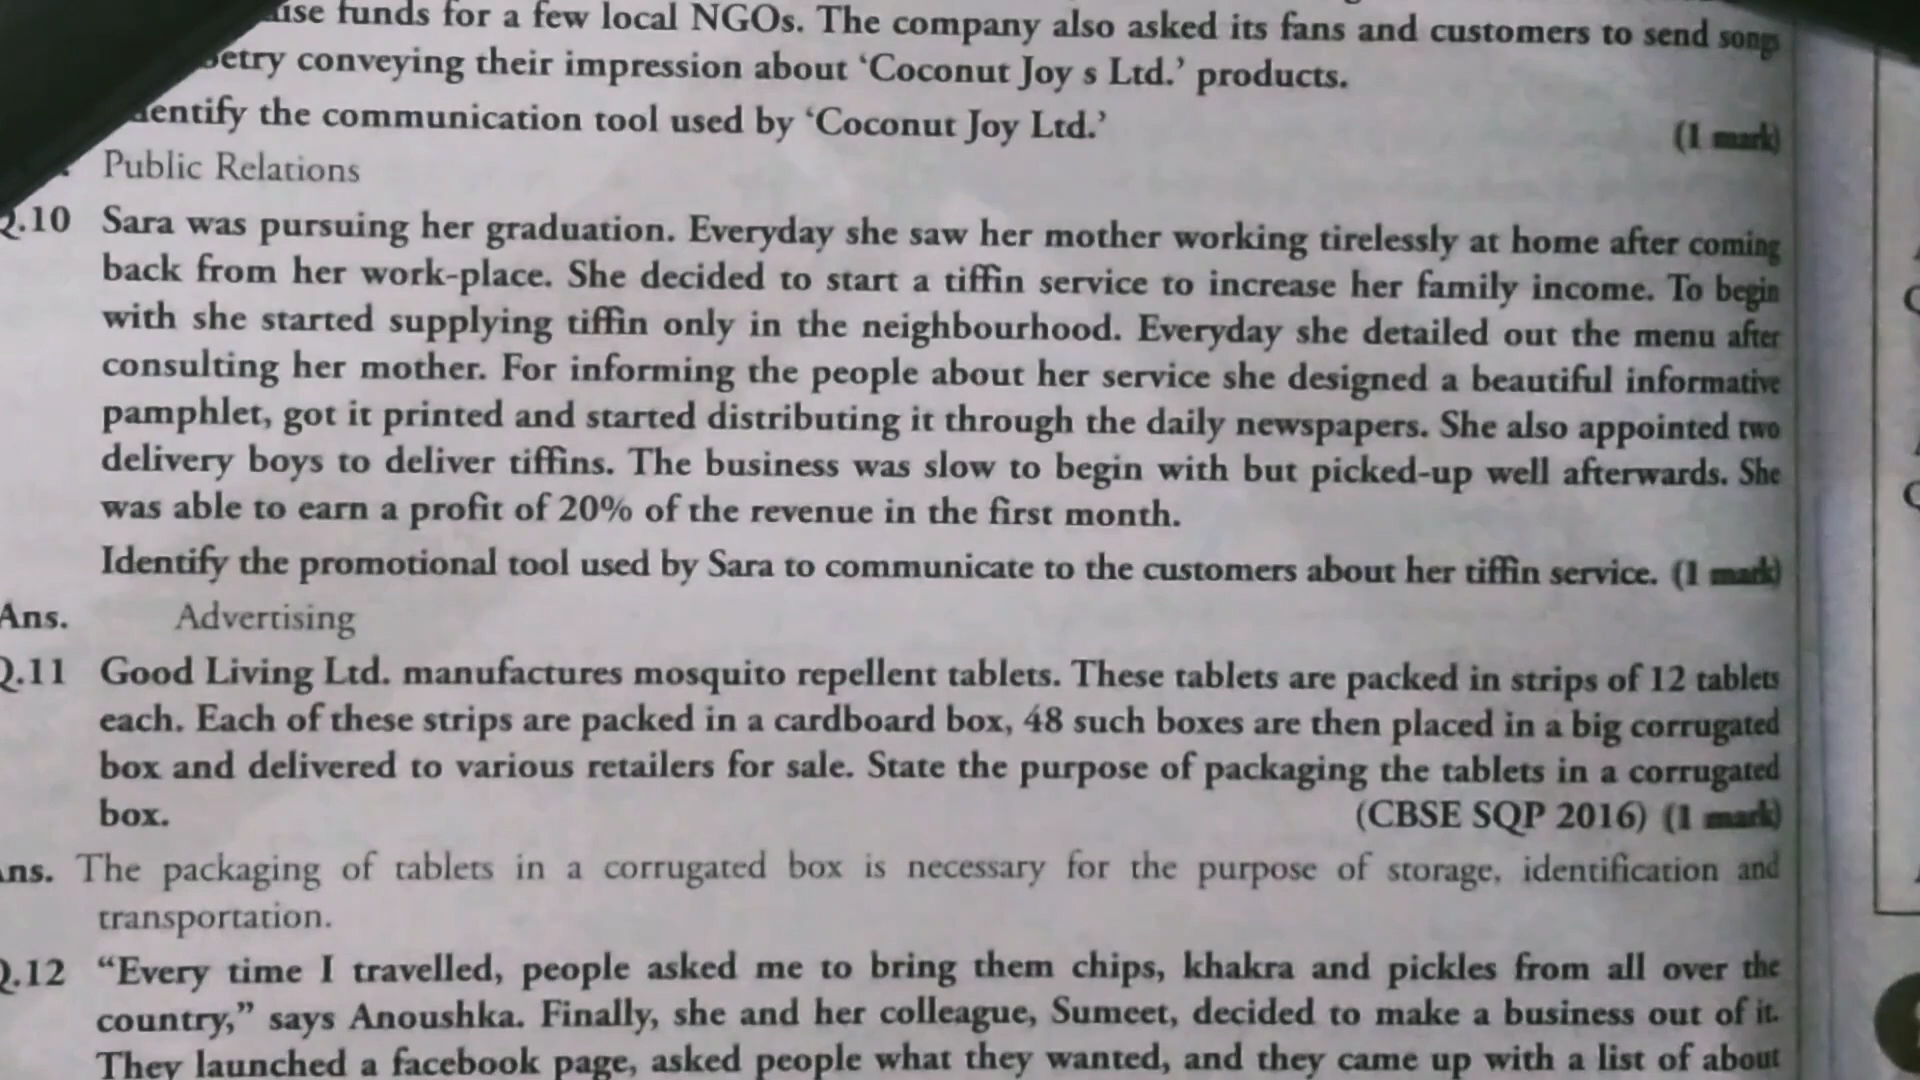 funds for a few local NGOs. The company also asked its fans and customers to send songs
conveying their impression about ‘Coconut Joy s Ltd.’ products.
the communication tool used by ‘Coconut Joy Ltd.’ (1 mark)
Public Relations
Q.10 Sara was pursuing her graduation. Everyday she saw her mother working tirelessly at home after coming
back from her work-place. She decided to start a tiffin service to increase her family income. To begin
with she started supplying tiffin only in the neighbourhood. Everyday she detailed out the menu after
consulting her mother. For informing the people about her service she designed a beautiful informative
pamphlet, got it printed and started distributing it through the daily newspapers. She also appointed two
delivery boys to deliver tiffins. The business was slow to begin with but picked-up well afterwards. She
was able to earn a profit of 20% of the revenue in the first month.
Identify the promotional tool used by Sara to communicate to the customers about her tiffin service. (1 mark)
Ans. Advertising
Q.11 Good Living Ltd. manufactures mosquito repellent tablets. These tablets are packed in strips of 12 tablets
each. Each of these strips are packed in a cardboard box, 48 such boxes are then placed in a big corrugated
box and delivered to various retailers for sale. State the purpose of packaging the tablets in a corrugated
box. (CBSE SQP 2016) (1 mark)
Ans. The packaging of tablets in a corrugated box is necessary for the purpose of storage, identification and
transportation.
Q.12 “Every time I travelled, people asked me to bring them chips, khakra and pickles from all over the
country,” says Anoushka. Finally, she and her colleague, Sumeet, decided to make a business out of it.
They launched a facebook page, asked people what they wanted, and they came up with a list of about